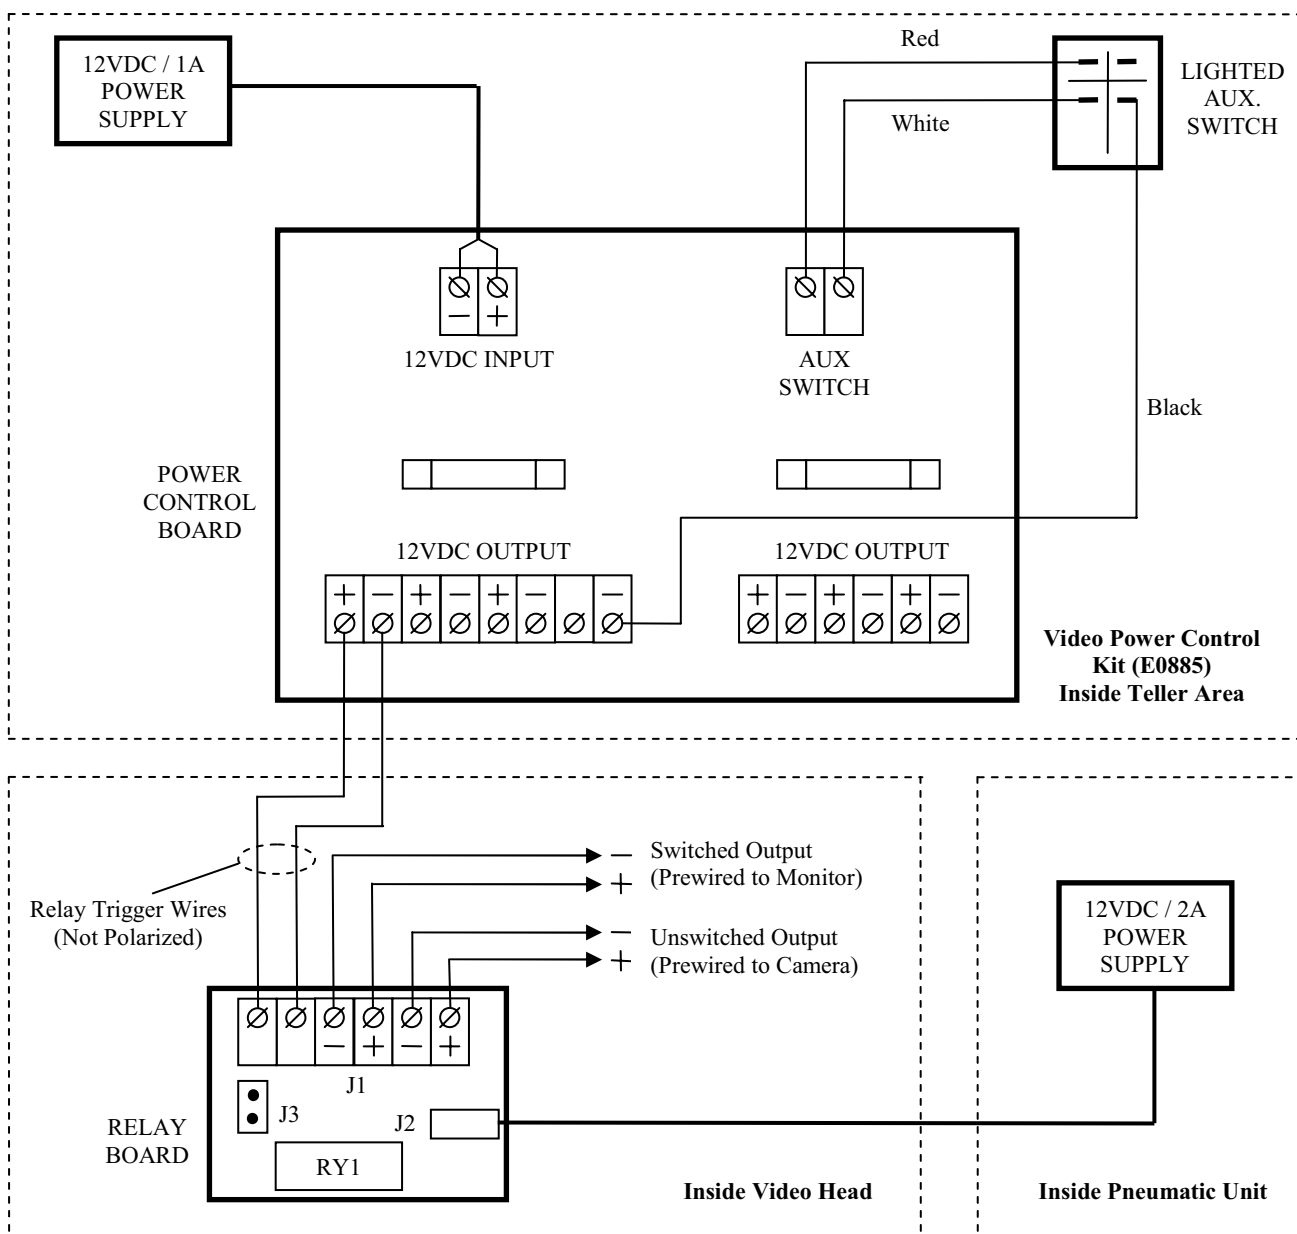 12VDC / 1A
POWER
SUPPLY
Red
White
LIGHTED
AUX.
SWITCH
− +
12VDC INPUT
AUX
SWITCH
Black
POWER
CONTROL
BOARD
12VDC OUTPUT
12VDC OUTPUT
+ − + − + − −
+ − + − + −
Video Power Control
Kit (E0885)
Inside Teller Area
Relay Trigger Wires
(Not Polarized)
− Switched Output
+ (Prewired to Monitor)
− Unswitched Output
+ (Prewired to Camera)
12VDC / 2A
POWER
SUPPLY
− + − +
J1
J3
J2
RELAY
BOARD
RY1
Inside Video Head
Inside Pneumatic Unit